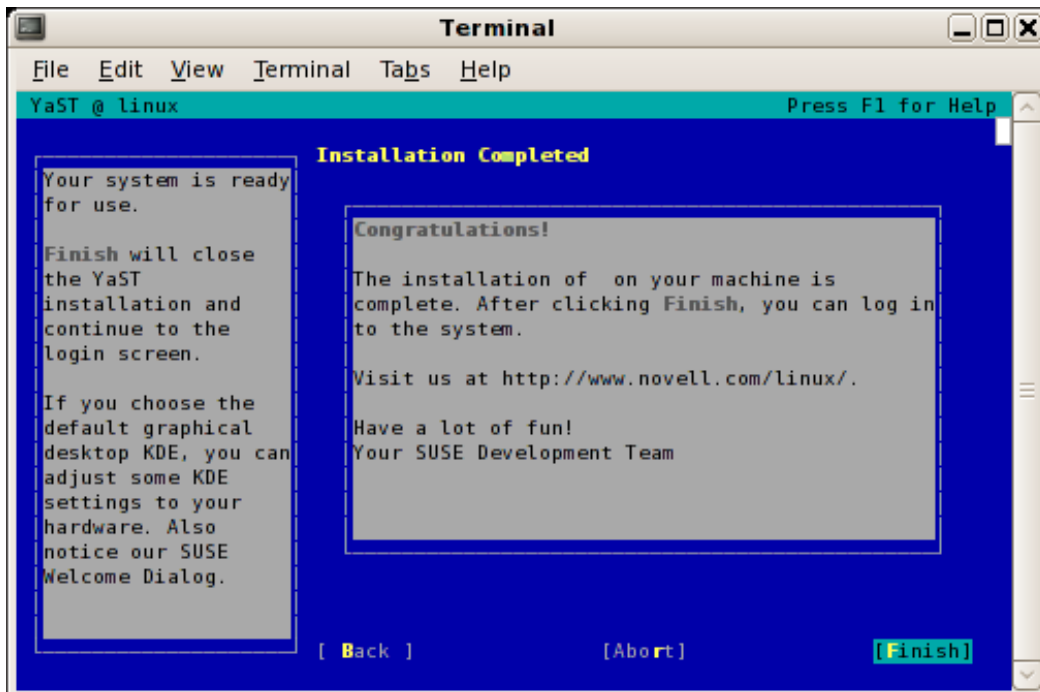 Terminal
File Edit View Terminal Tabs Help
YaST @ linux Press F1 for Help
Installation Completed
Your system is ready
for use.
Finish will close
the YaST
installation and
continue to the
login screen.
If you choose the
default graphical
desktop KDE, you can
adjust some KDE
settings to your
hardware. Also
notice our SUSE
Welcome Dialog.
Congratulations!
The installation of  on your machine is
complete. After clicking Finish, you can log in
to the system.
Visit us at http://www.novell.com/linux/.
Have a lot of fun!
Your SUSE Development Team
[ Back ] [Abort] [Finish]